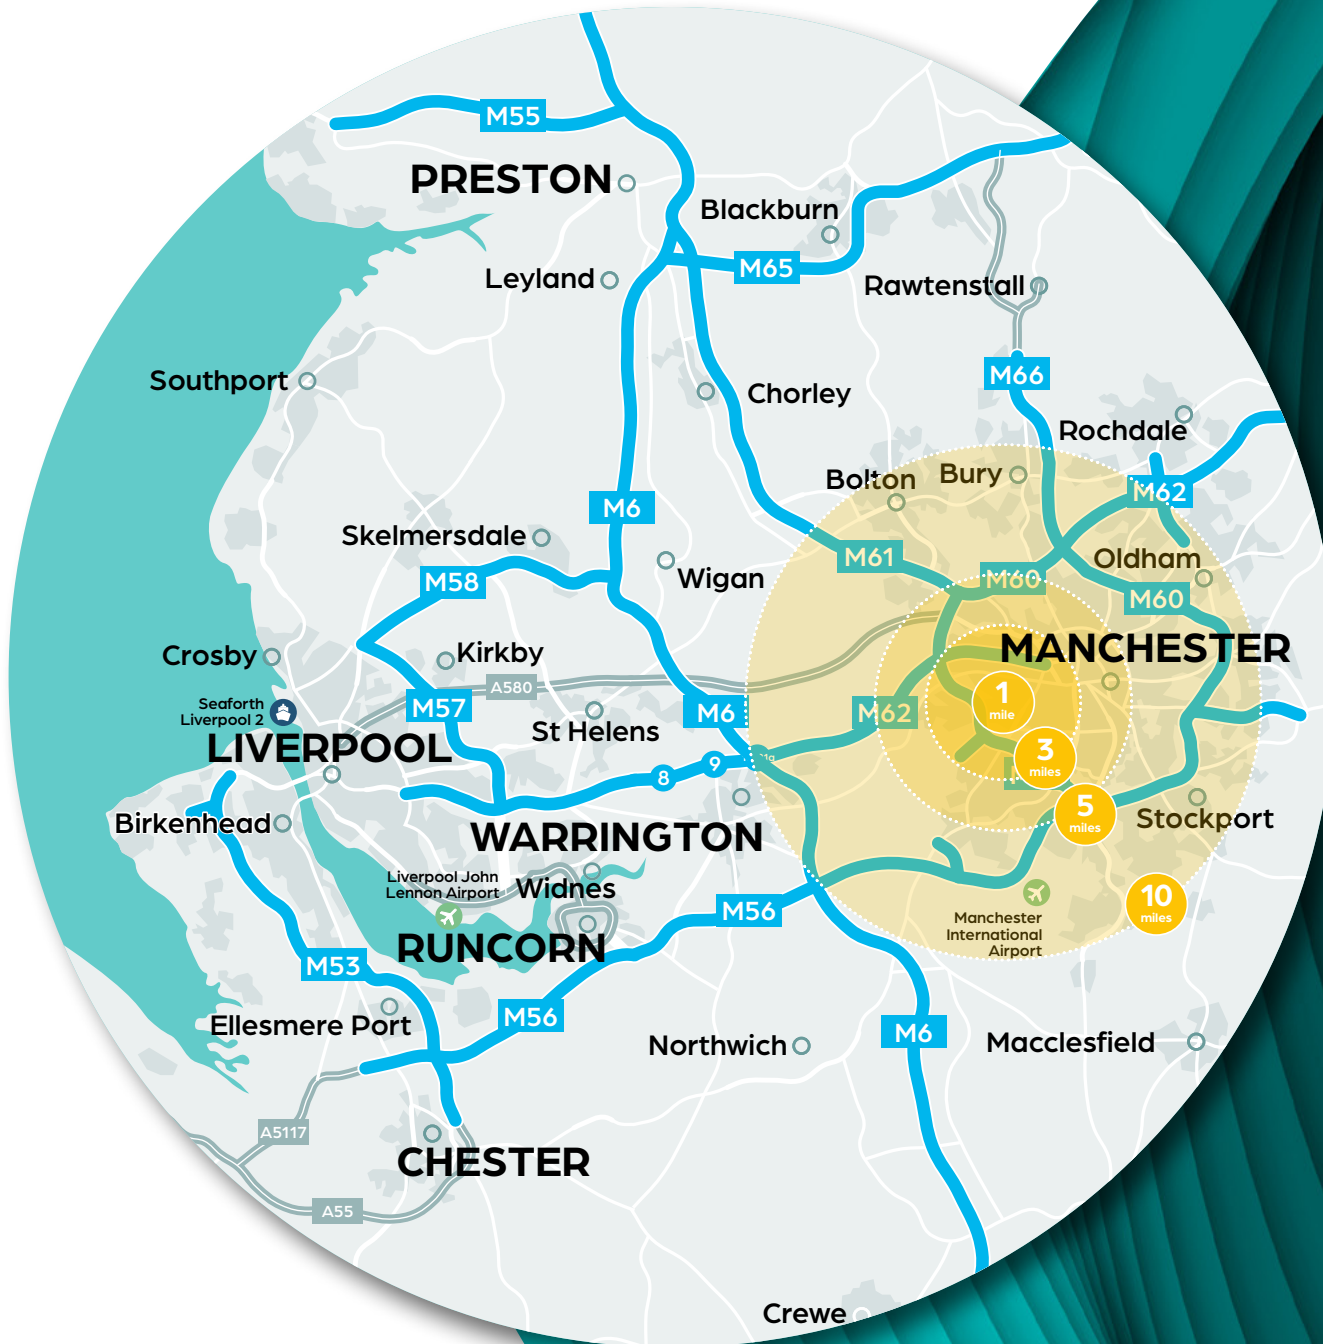 M55
PRESTON
Blackburn
M65
Leyland
Rawtenstall
M66
Southport
Chorley
Rochdale
Bolton
Bury
M62
M6
Skelmersdale
M61
Oldham
M58
Wigan
M60
M60
MANCHESTER
Crosby
Kirkby
A580
1
mile
Seaforth
Liverpool 2
M57
M6
M62
St Helens
LIVERPOOL
3
miles
8
9
5
miles
Birkenhead
WARRINGTON
Stockport
Liverpool John
Lennon Airport
Widnes
10
miles
M56
Manchester
International
Airport
RUNCORN
M53
M56
Ellesmere Port
M6
Northwich
Macclesfield
A5117
CHESTER
A55
Crewe